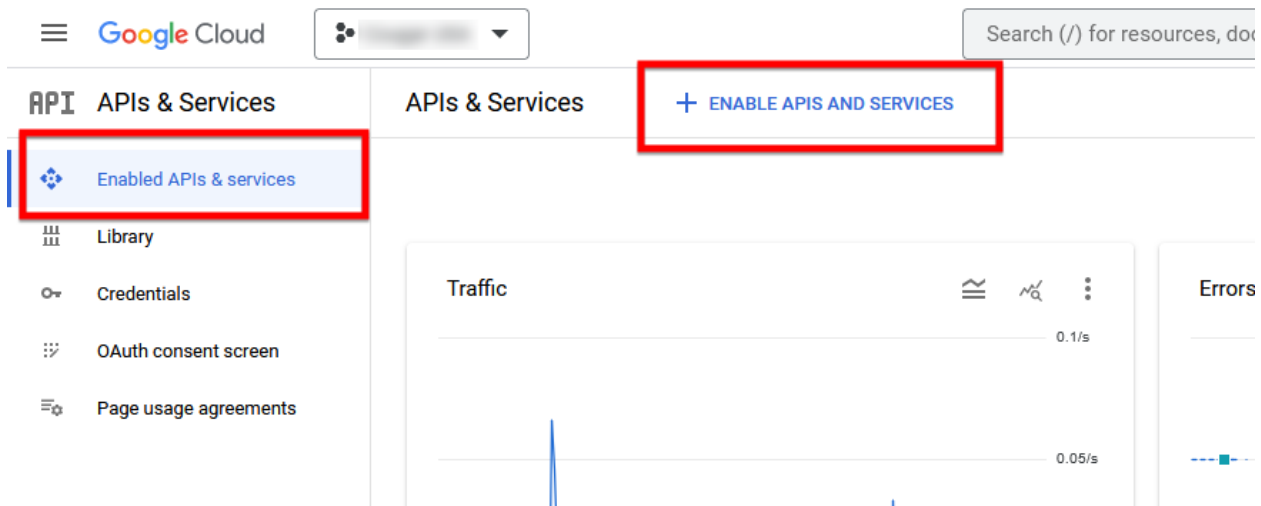 Google Cloud
Search (/) for resources, doc
API APIs & Services
APIs & Services
+ ENABLE APIS AND SERVICES
Enabled APIs & services
Library
Credentials
OAuth consent screen
Page usage agreements
Traffic
Errors
0.1/s
0.05/s